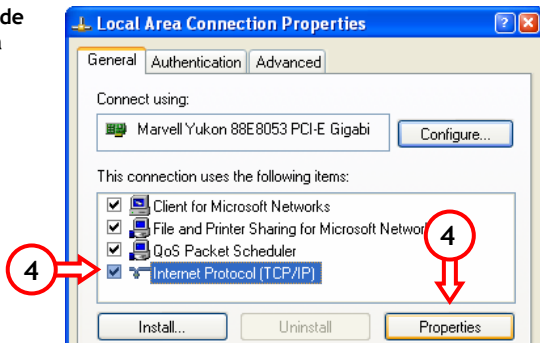 de
Local Area Connection Properties
General Authentication Advanced
Connect using:
Marvell Yukon 88E8053 PCI-E Gigabi Configure...
This connection uses the following items:
Client for Microsoft Networks
File and Printer Sharing for Microsoft Networ
4
QoS Packet Scheduler
4 Internet Protocol (TCP/IP)
Install... Uninstall Properties